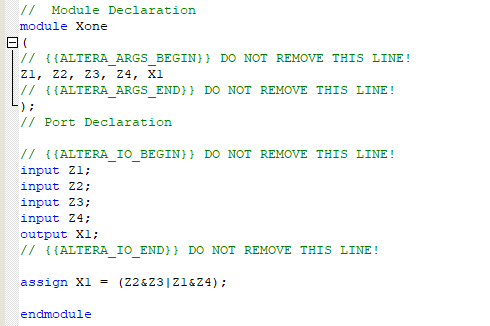 //  Module Declaration
module Xone
(
// {{ALTERA_ARGS_BEGIN}} DO NOT REMOVE THIS LINE!
Z1, Z2, Z3, Z4, X1
// {{ALTERA_ARGS_END}} DO NOT REMOVE THIS LINE!
);
// Port Declaration
// {{ALTERA_IO_BEGIN}} DO NOT REMOVE THIS LINE!
input Z1;
input Z2;
input Z3;
input Z4;
output X1;
// {{ALTERA_IO_END}} DO NOT REMOVE THIS LINE!
assign X1 = (Z2&Z3|Z1&Z4);
endmodule